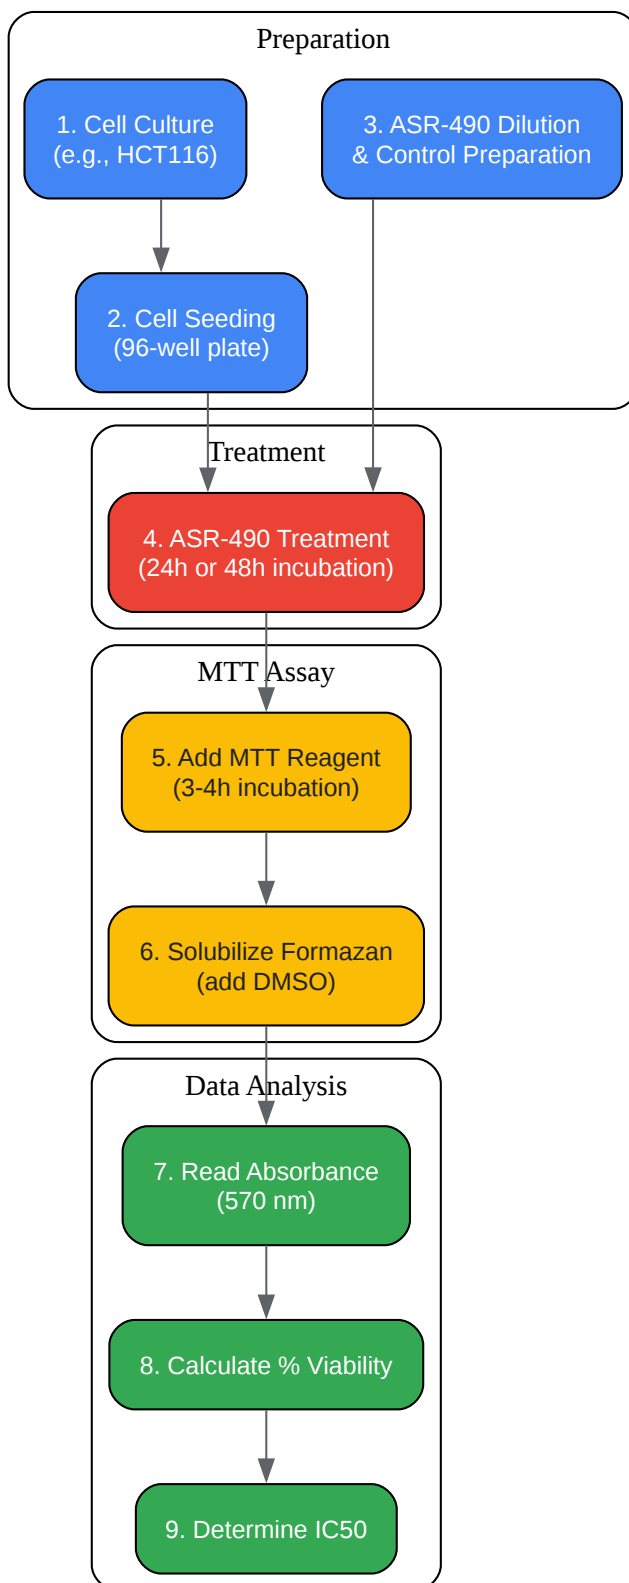 Preparation
1. Cell Culture
(e.g., HCT116)
3. ASR-490 Dilution
& Control Preparation
2. Cell Seeding
(96-well plate)
Treatment
4. ASR-490 Treatment
(24h or 48h incubation)
MTT Assay
5. Add MTT Reagent
(3-4h incubation)
6. Solubilize Formazan
(add DMSO)
Data Analysis
7. Read Absorbance
(570 nm)
8. Calculate % Viability
9. Determine IC50